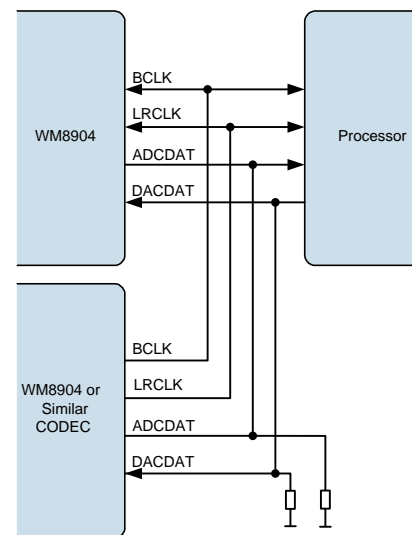 WM8904
BCLK
LRCLK
ADCDAT
DACDAT
Processor
WM8904 or
Similar
CODEC
BCLK
LRCLK
ADCDAT
DACDAT